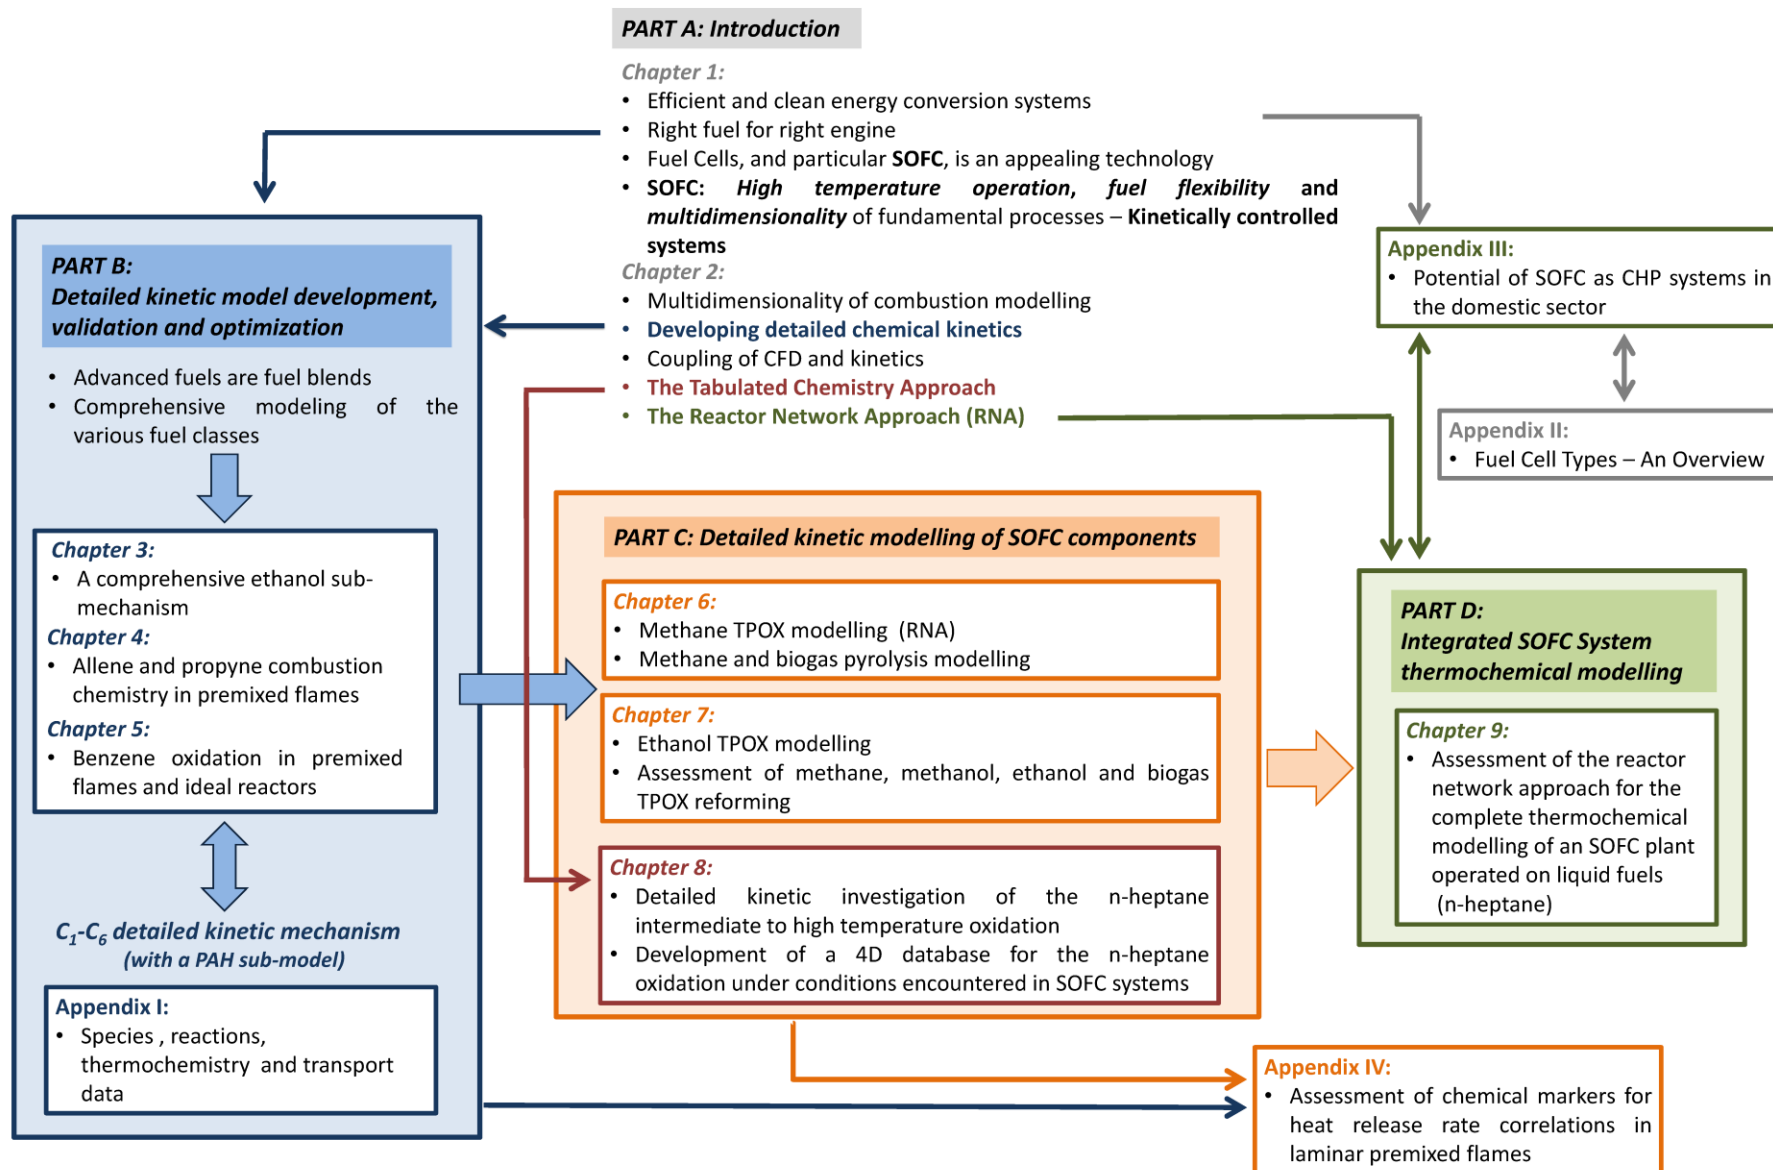 PART A: Introduction
Chapter 1:
• Efficient and clean energy conversion systems
• Right fuel for right engine
• Fuel Cells, and particular SOFC, is an appealing technology
• SOFC: High temperature operation, fuel flexibility and
multidimensionality of fundamental processes – Kinetically controlled
systems
Chapter 2:
• Multidimensionality of combustion modelling
• Developing detailed chemical kinetics
• Coupling of CFD and kinetics
• The Tabulated Chemistry Approach
• The Reactor Network Approach (RNA)
PART B:
Detailed kinetic model development,
validation and optimization
• Advanced fuels are fuel blends
• Comprehensive modeling of the
various fuel classes
Chapter 3:
• A comprehensive ethanol sub-
mechanism
Chapter 4:
• Allene and propyne combustion
chemistry in premixed flames
Chapter 5:
• Benzene oxidation in premixed
flames and ideal reactors
C₁-C₆ detailed kinetic mechanism
(with a PAH sub-model)
Appendix I:
• Species , reactions,
thermochemistry and transport
data
PART C: Detailed kinetic modelling of SOFC components
Chapter 6:
• Methane TPOX modelling (RNA)
• Methane and biogas pyrolysis modelling
Chapter 7:
• Ethanol TPOX modelling
• Assessment of methane, methanol, ethanol and biogas
TPOX reforming
Chapter 8:
• Detailed kinetic investigation of the n-heptane
intermediate to high temperature oxidation
• Development of a 4D database for the n-heptane
oxidation under conditions encountered in SOFC systems
Appendix III:
• Potential of SOFC as CHP systems in
the domestic sector
Appendix II:
• Fuel Cell Types – An Overview
PART D:
Integrated SOFC System
thermochemical modelling
Chapter 9:
• Assessment of the reactor
network approach for the
complete thermochemical
modelling of an SOFC plant
operated on liquid fuels
(n-heptane)
Appendix IV:
• Assessment of chemical markers for
heat release rate correlations in
laminar premixed flames